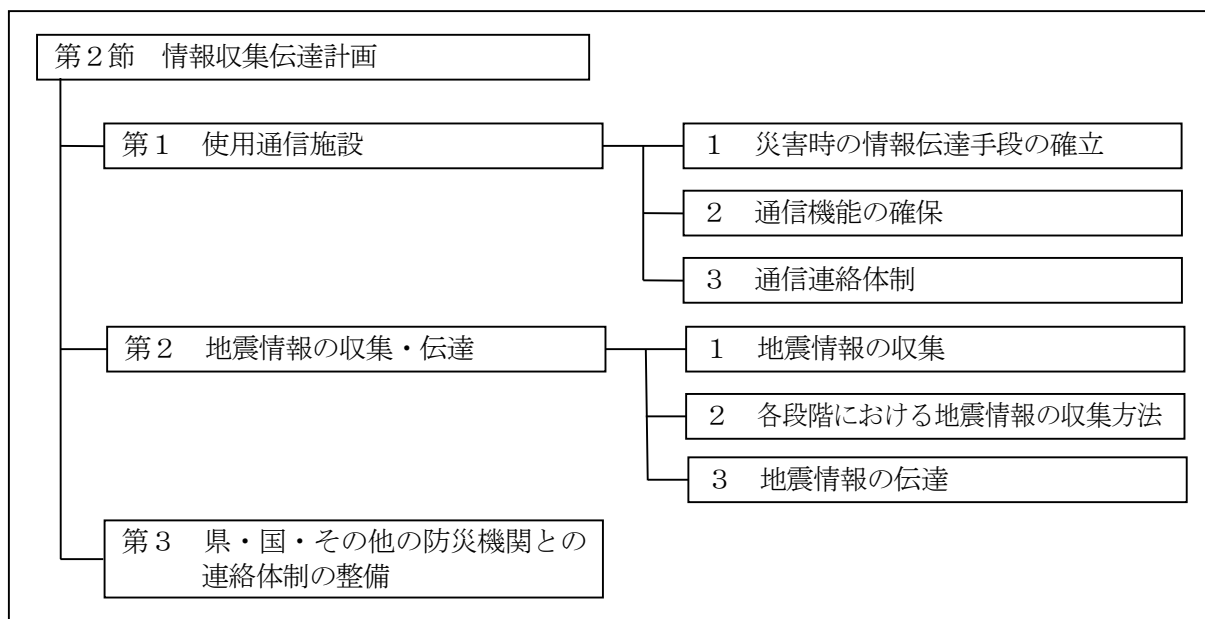 第２節　情報収集伝達計画
第１　使用通信施設
１　災害時の情報伝達手段の確立
２　通信機能の確保
３　通信連絡体制
第２　地震情報の収集・伝達
１　地震情報の収集
２　各段階における地震情報の収集方法
３　地震情報の伝達
第３　県・国・その他の防災機関との
連絡体制の整備